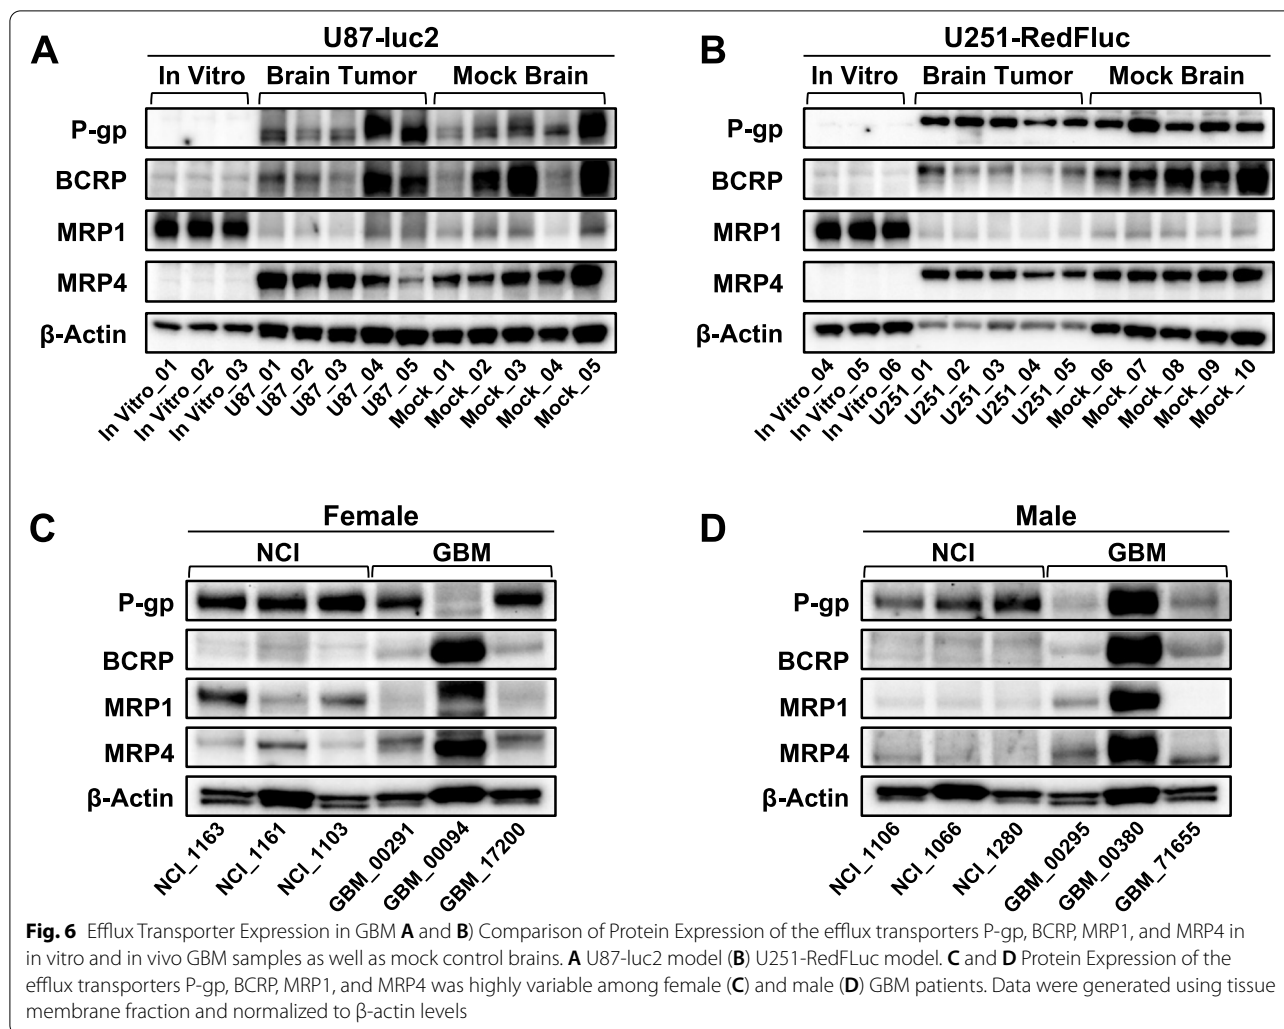 A
U87-luc2
In Vitro Brain Tumor Mock Brain
P-gp
BCRP
MRP1
MRP4
β-Actin
In Vitro_01 In Vitro_02 In Vitro_03 U87_01 U87_02 U87_03 U87_04 U87_05 Mock_01 Mock_02 Mock_03 Mock_04 Mock_05
B
U251-RedFluc
In Vitro Brain Tumor Mock Brain
P-gp
BCRP
MRP1
MRP4
β-Actin
In Vitro_04 In Vitro_05 In Vitro_06 U251_01 U251_02 U251_03 U251_04 U251_05 Mock_06 Mock_07 Mock_08 Mock_09 Mock_10
C
Female
NCI GBM
P-gp
BCRP
MRP1
MRP4
β-Actin
NCI_1163 NCI_1161 NCI_1103 GBM_00291 GBM_00094 GBM_17200
D
Male
NCI GBM
P-gp
BCRP
MRP1
MRP4
β-Actin
NCI_1106 NCI_1066 NCI_1280 GBM_00295 GBM_00380 GBM_71655
Fig. 6 Efflux Transporter Expression in GBM A and B) Comparison of Protein Expression of the efflux transporters P-gp, BCRP, MRP1, and MRP4 in
in vitro and in vivo GBM samples as well as mock control brains. A U87-luc2 model (B) U251-RedFLuc model. C and D Protein Expression of the
efflux transporters P-gp, BCRP, MRP1, and MRP4 was highly variable among female (C) and male (D) GBM patients. Data were generated using tissue
membrane fraction and normalized to β-actin levels